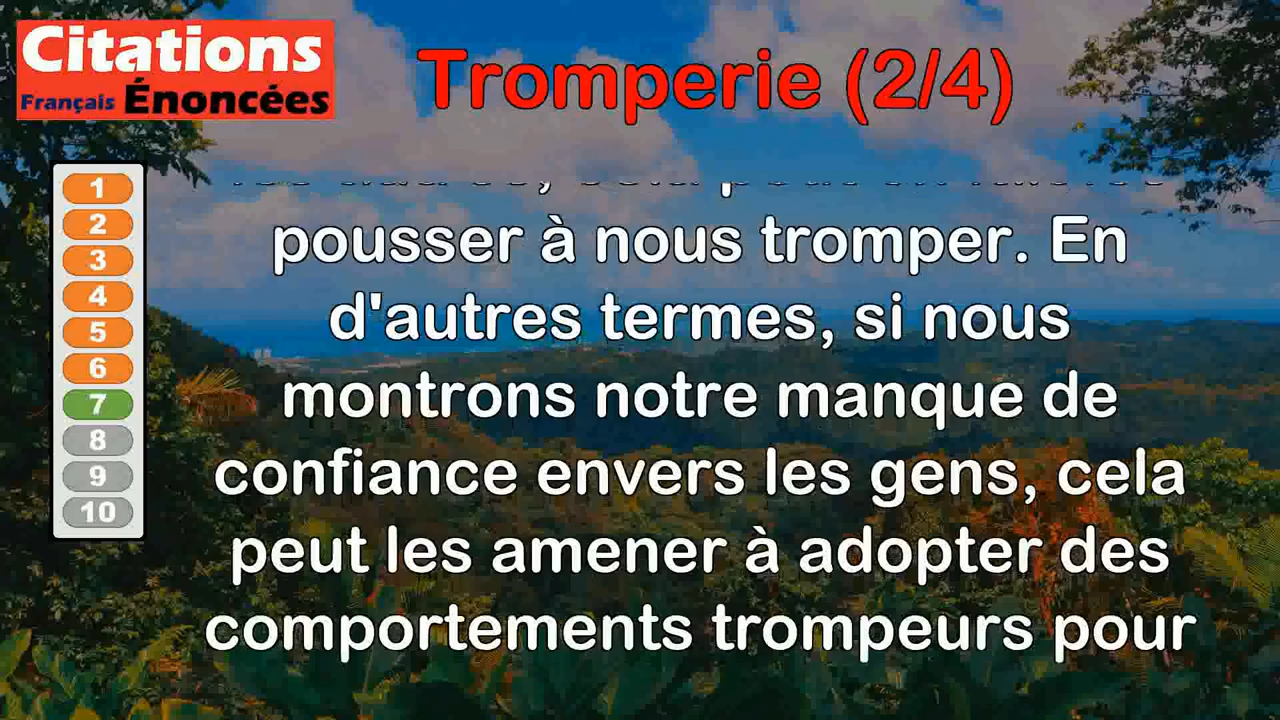 Citations
Français Énoncées
Tromperie (2/4)
1
2
3
4
5
6
7
8
9
10
pousser à nous tromper. En
d'autres termes, si nous
montrons notre manque de
confiance envers les gens, cela
peut les amener à adopter des
comportements trompeurs pour